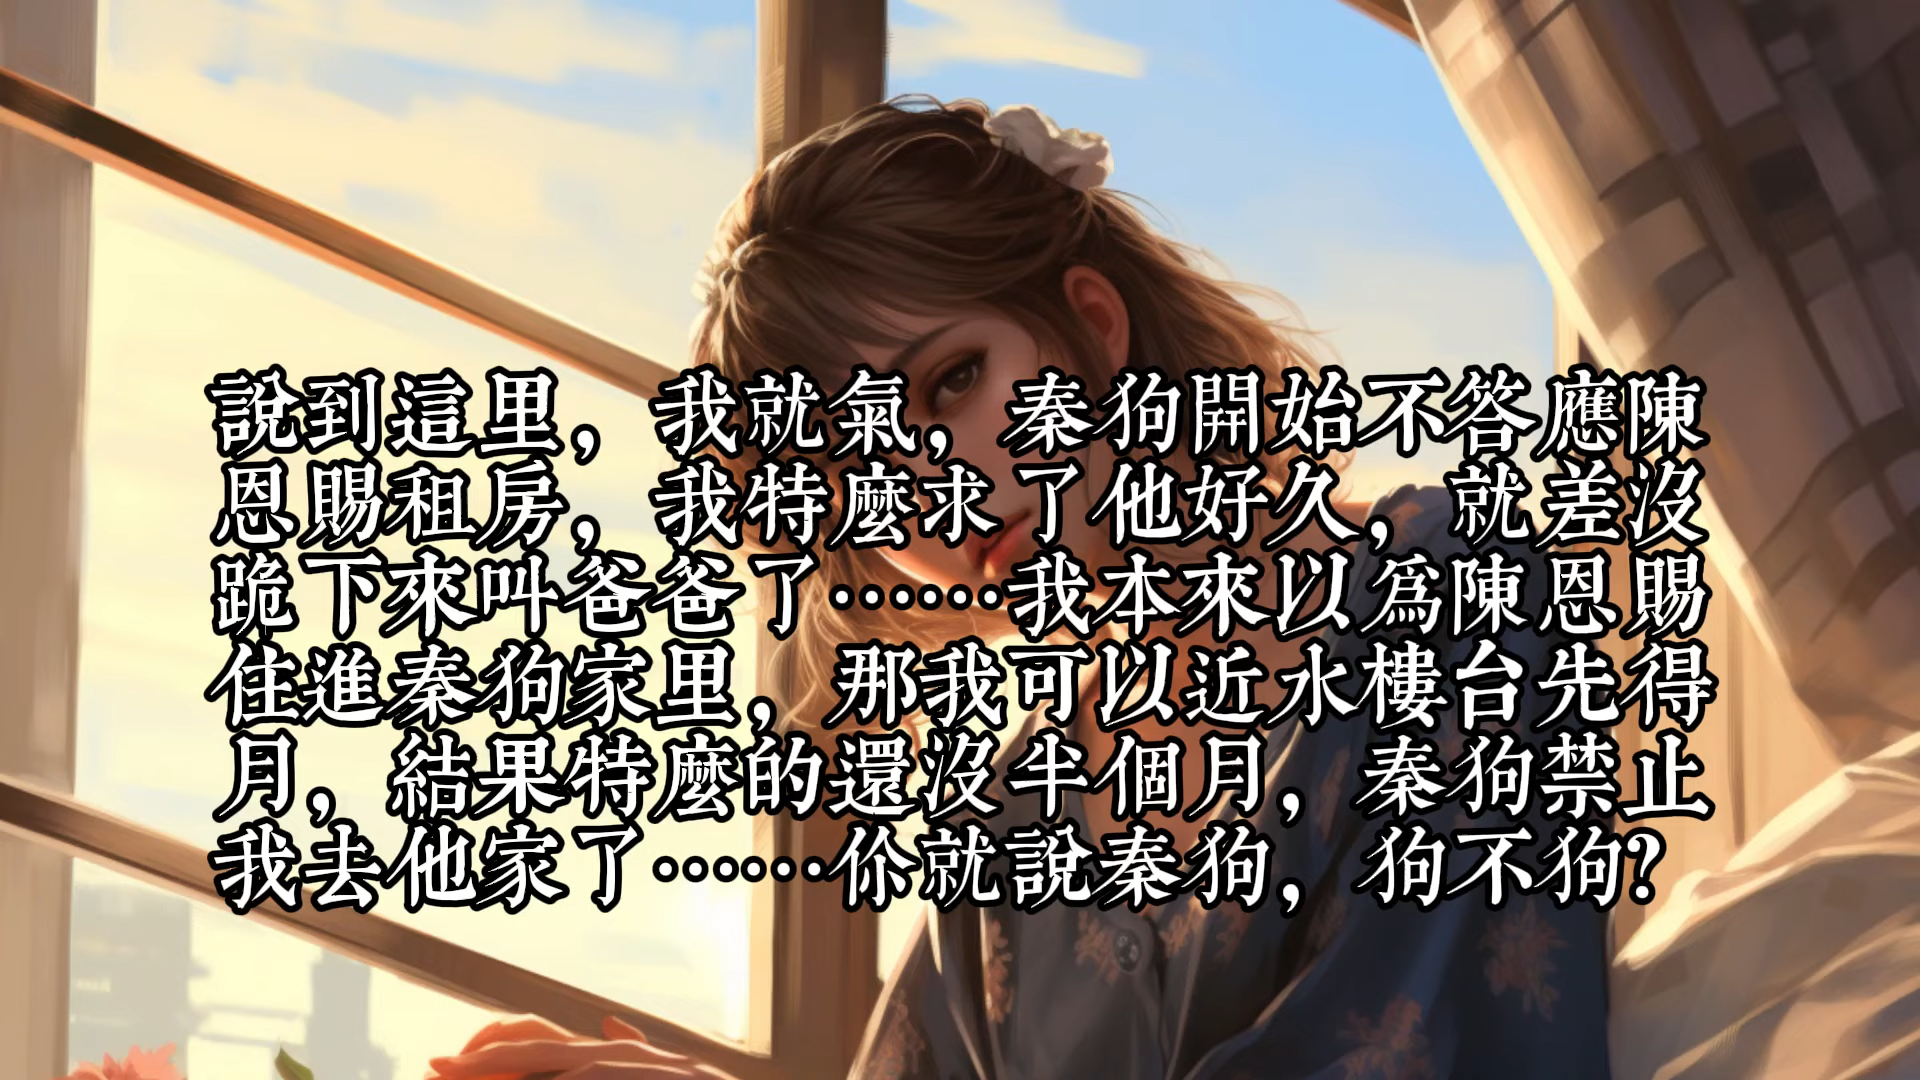 說到這里，我就氣，秦狗開始不答應陳
恩賜租房，我特麼求了他好久，就差沒
跪下來叫爸爸了……我本來以爲陳恩賜
住進秦狗家里，那我可以近水樓台先得
月，結果特麼的還沒半個月，秦狗禁止
我去他家了……你就說秦狗，狗不狗？